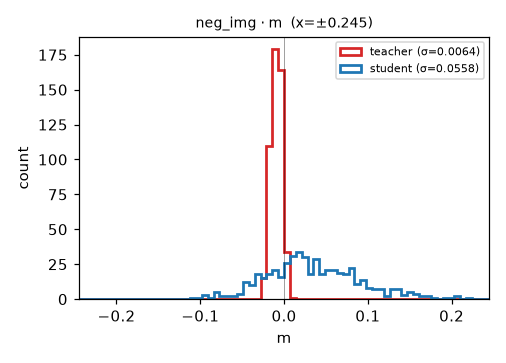 neg_img · m (x=±0.245)
teacher (σ=0.0064)
student (σ=0.0558)
count
175
150
125
100
75
50
25
0
−0.2
−0.1
0.0
0.1
0.2
m